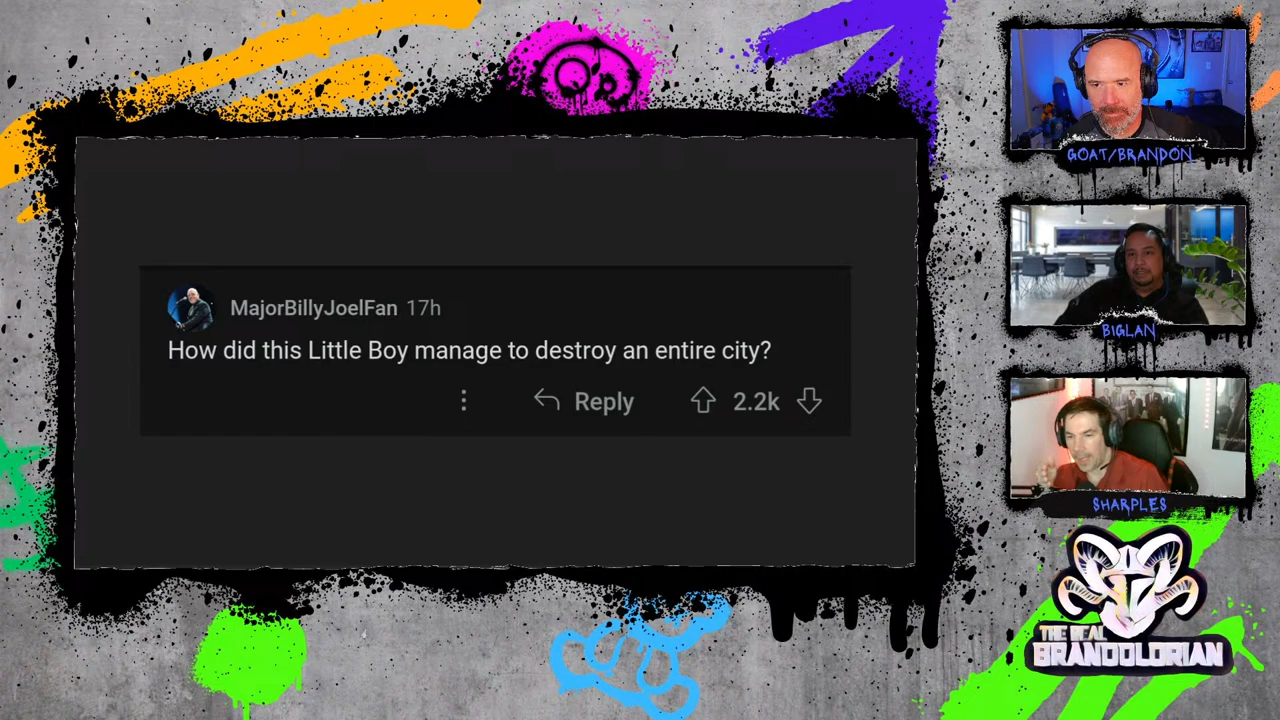 MajorBillyJoelFan 17h
How did this Little Boy manage to destroy an entire city?
Reply 2.2k
GOAT/BRANDON
BIGLAN
SHARPLES
THE REAL
BRANDOLORIAN